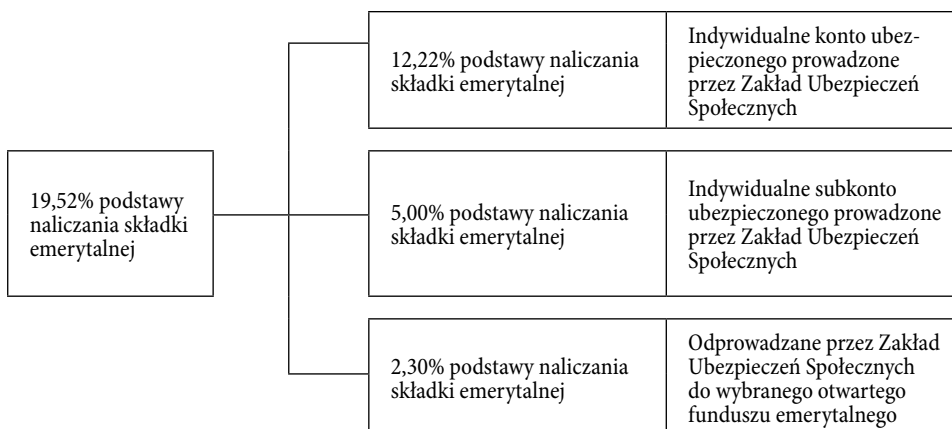 19,52% podstawy
naliczania składki
emerytalnej
12,22% podstawy naliczania
składki emerytalnej
Indywidualne konto ubez-
pieczonego prowadzone
przez Zakład Ubezpieczeń
Społecznych
5,00% podstawy naliczania
składki emerytalnej
Indywidualne subkonto
ubezpieczonego prowadzone
przez Zakład Ubezpieczeń
Społecznych
2,30% podstawy naliczania
składki emerytalnej
Odprowadzane przez Zakład
Ubezpieczeń Społecznych
do wybranego otwartego
funduszu emerytalnego